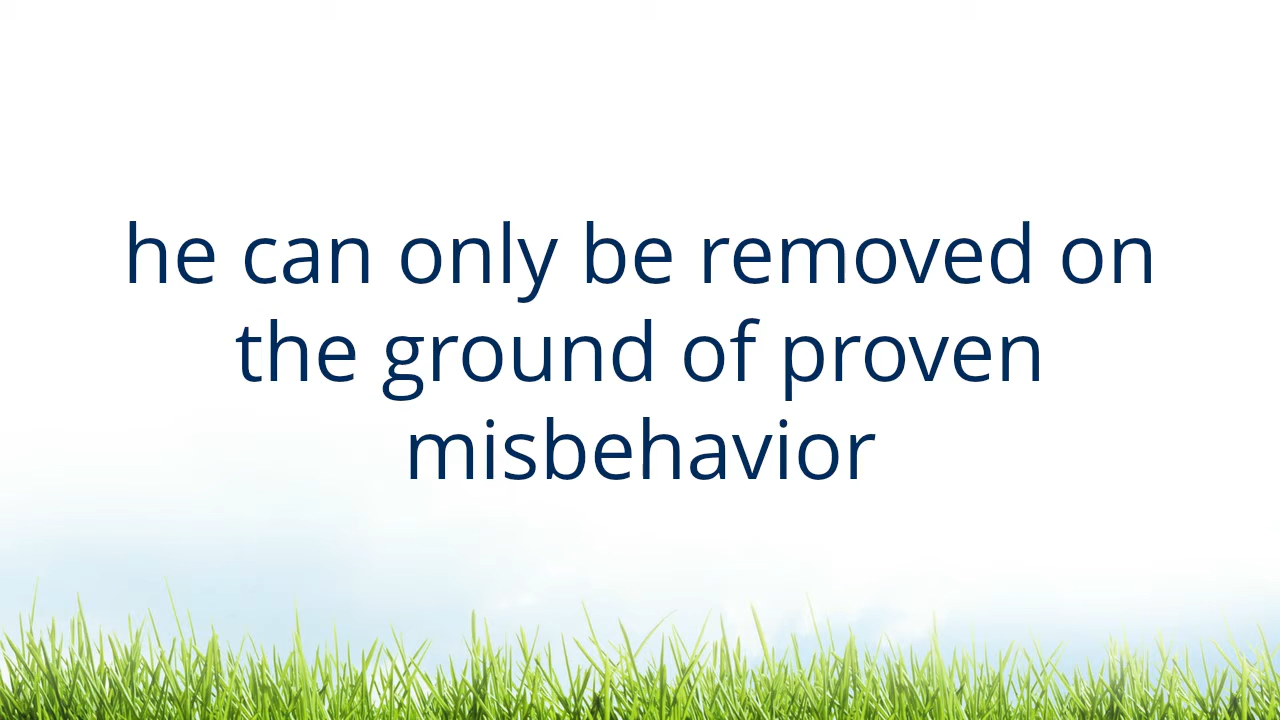 he can only be removed on
the ground of proven
misbehavior